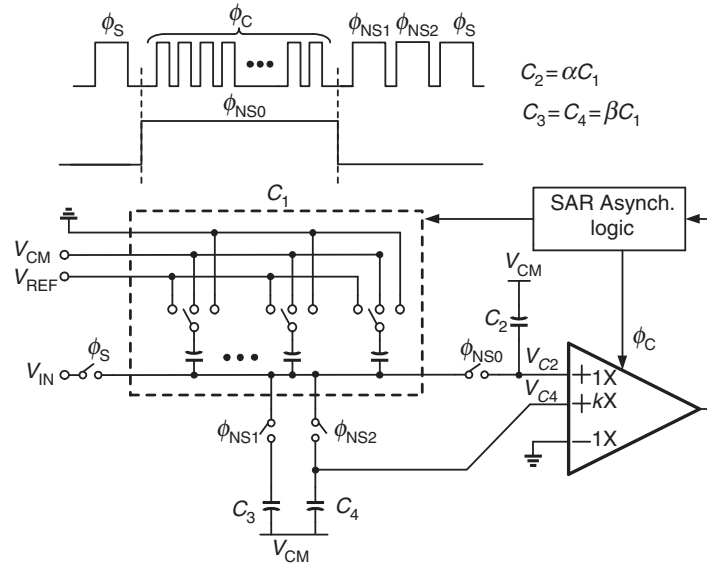 ϕS
ϕC
ϕNS1 ϕNS2 ϕS
ϕNS0
C2 = αC1
C3 = C4 = βC1
C1
SAR Asynch.
logic
VCM
VREF
VCM
C2
ϕC
VIN
ϕS
ϕNS0
VC2
VC4
+1X
+kX
−1X
ϕNS1
ϕNS2
C3
C4
VCM